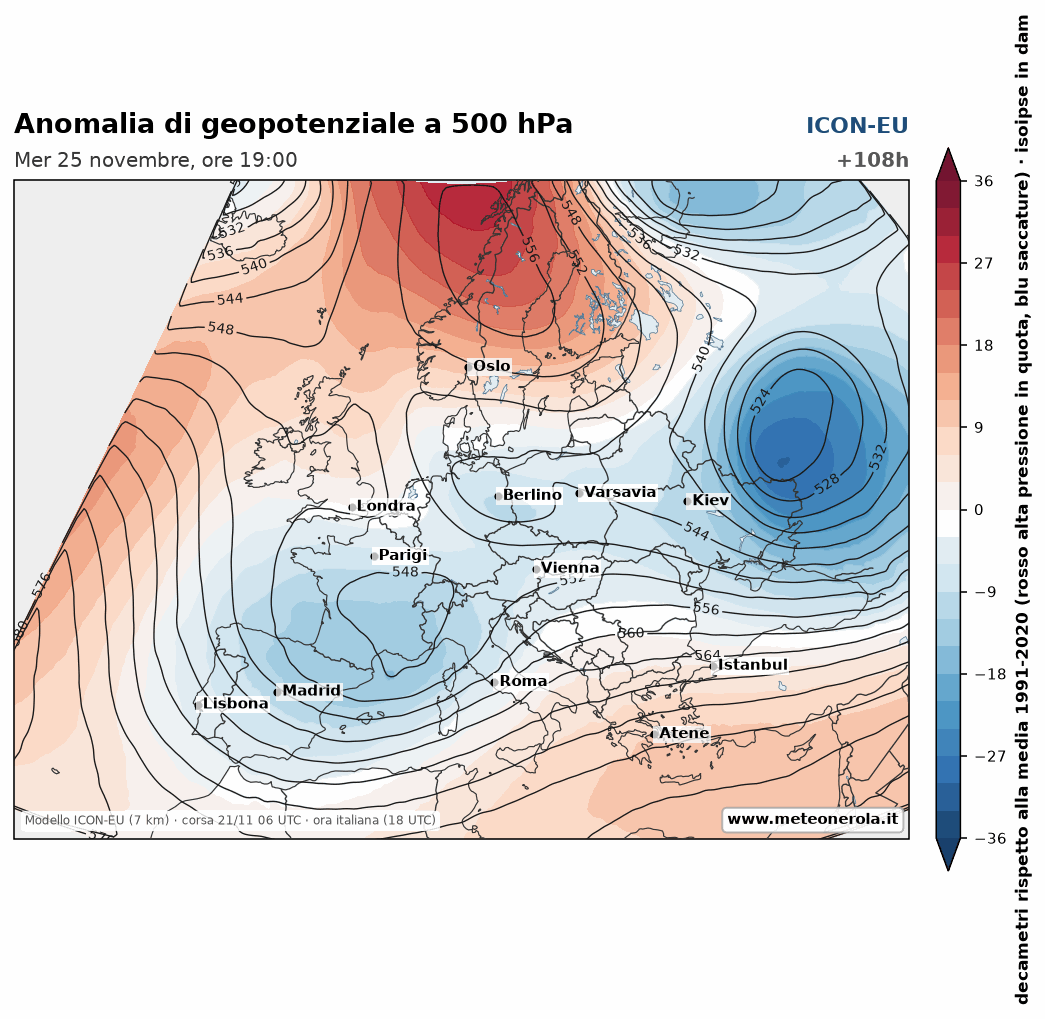 Anomalia di geopotenziale a 500 hPa
ICON-EU
Mer 25 novembre, ore 19:00
+108h
532
536
540
544
548
556
552
548
536
532
540
524
528
532
544
548
552
556
560
564
576
580
Oslo
Londra
Berlino
Varsavia
Kiev
Parigi
Vienna
Madrid
Lisbona
Roma
Istanbul
Atene
Modello ICON-EU (7 km) · corsa 21/11 06 UTC · ora italiana (18 UTC)
www.meteonerola.it
36
27
18
9
0
−9
−18
−27
−36
decametri rispetto alla media 1991-2020 (rosso alta pressione in quota, blu saccature) · isoipse in dam